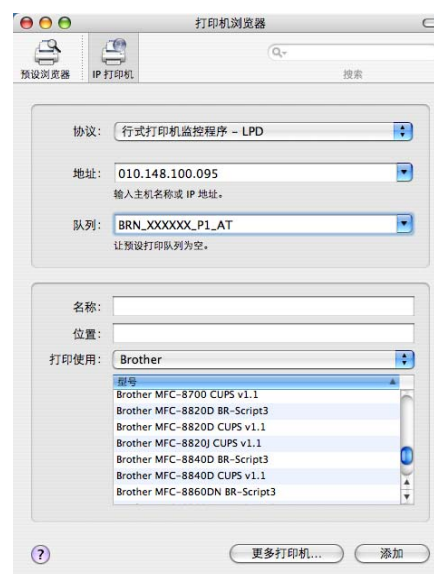 打印机浏览器
预设浏览器 IP 打印机 搜索
协议: 行式打印机监控程序 – LPD
地址: 010.148.100.095
输入主机名称或 IP 地址。
队列: BRN_XXXXXX_P1_AT
让预设打印队列为空。
名称:
位置:
打印使用: Brother
型号
Brother MFC-8700 CUPS v1.1
Brother MFC-8820D BR-Script3
Brother MFC-8820D CUPS v1.1
Brother MFC-8820J CUPS v1.1
Brother MFC-8840D BR-Script3
Brother MFC-8840D CUPS v1.1
Brother MFC-8860DN BR-Script3
? 更多打印机... 添加